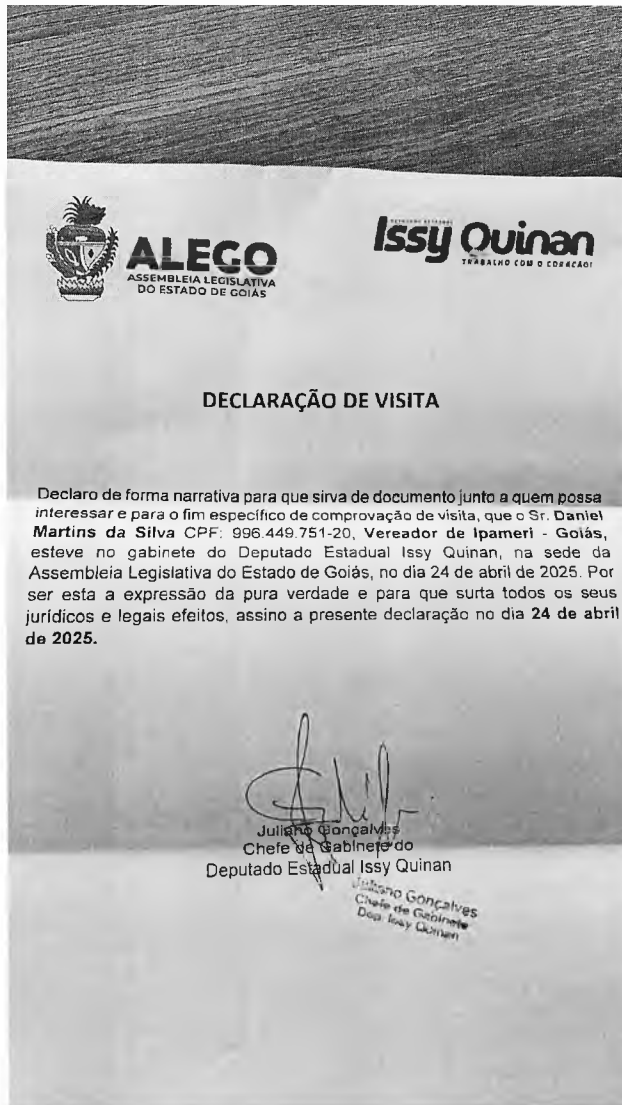 ALEGO
ASSEMBLEIA LEGISLATIVA
DO ESTADO DE GOIÁS
DEPUTADO ESTADUAL
Issy Quinan
TRABALHO COM O CORAÇÃO!
DECLARAÇÃO DE VISITA
Declaro de forma narrativa para que sirva de documento junto a quem possa
interessar e para o fim específico de comprovação de visita, que o Sr. Daniel
Martins da Silva CPF: 996.449.751-20, Vereador de Ipameri - Goiás,
esteve no gabinete do Deputado Estadual Issy Quinan, na sede da
Assembleia Legislativa do Estado de Goiás, no dia 24 de abril de 2025. Por
ser esta a expressão da pura verdade e para que surta todos os seus
jurídicos e legais efeitos, assino a presente declaração no dia 24 de abril
de 2025.
Juliano Gonçalves
Chefe de Gabinete do
Deputado Estadual Issy Quinan
Juliano Gonçalves
Chefe de Gabinete
Dep. Issy Quinan